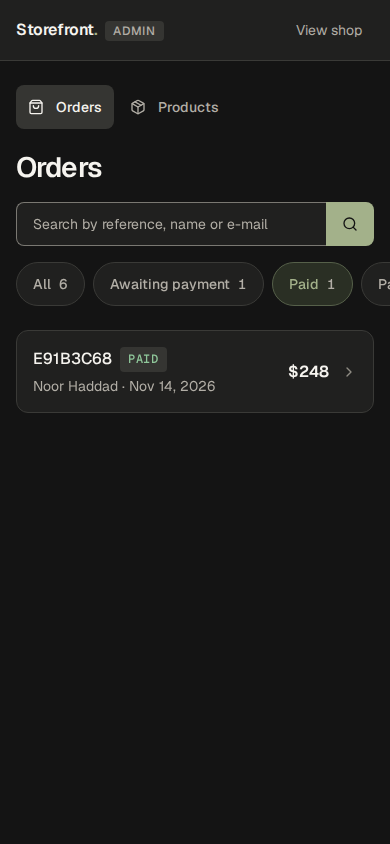 Storefront. ADMIN View shop
Orders Products
Orders
Search by reference, name or e-mail
All 6 Awaiting payment 1 Paid 1 Pa
E91B3C68 PAID
Noor Haddad · Nov 14, 2026
$248